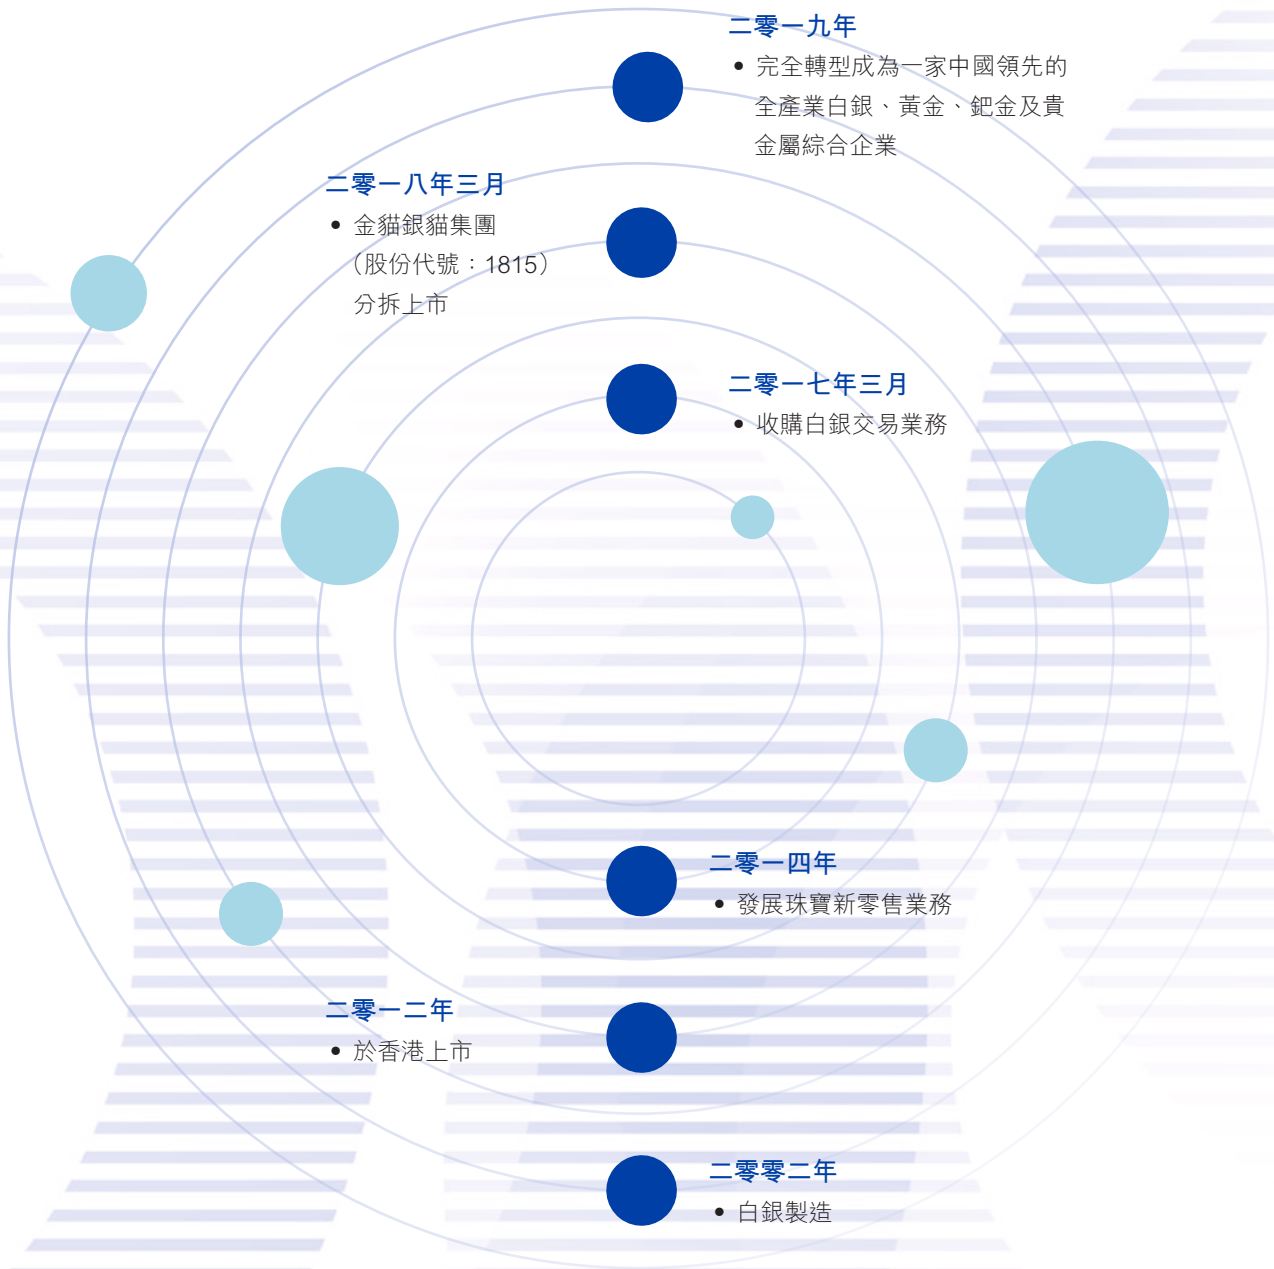 二零一九年
• 完全轉型成為一家中國領先的
全產業白銀、黃金、鈀金及貴
金屬綜合企業
二零一八年三月
• 金貓銀貓集團
（股份代號：1815）
分拆上市
二零一七年三月
• 收購白銀交易業務
二零一四年
• 發展珠寶新零售業務
二零一二年
• 於香港上市
二零零二年
• 白銀製造